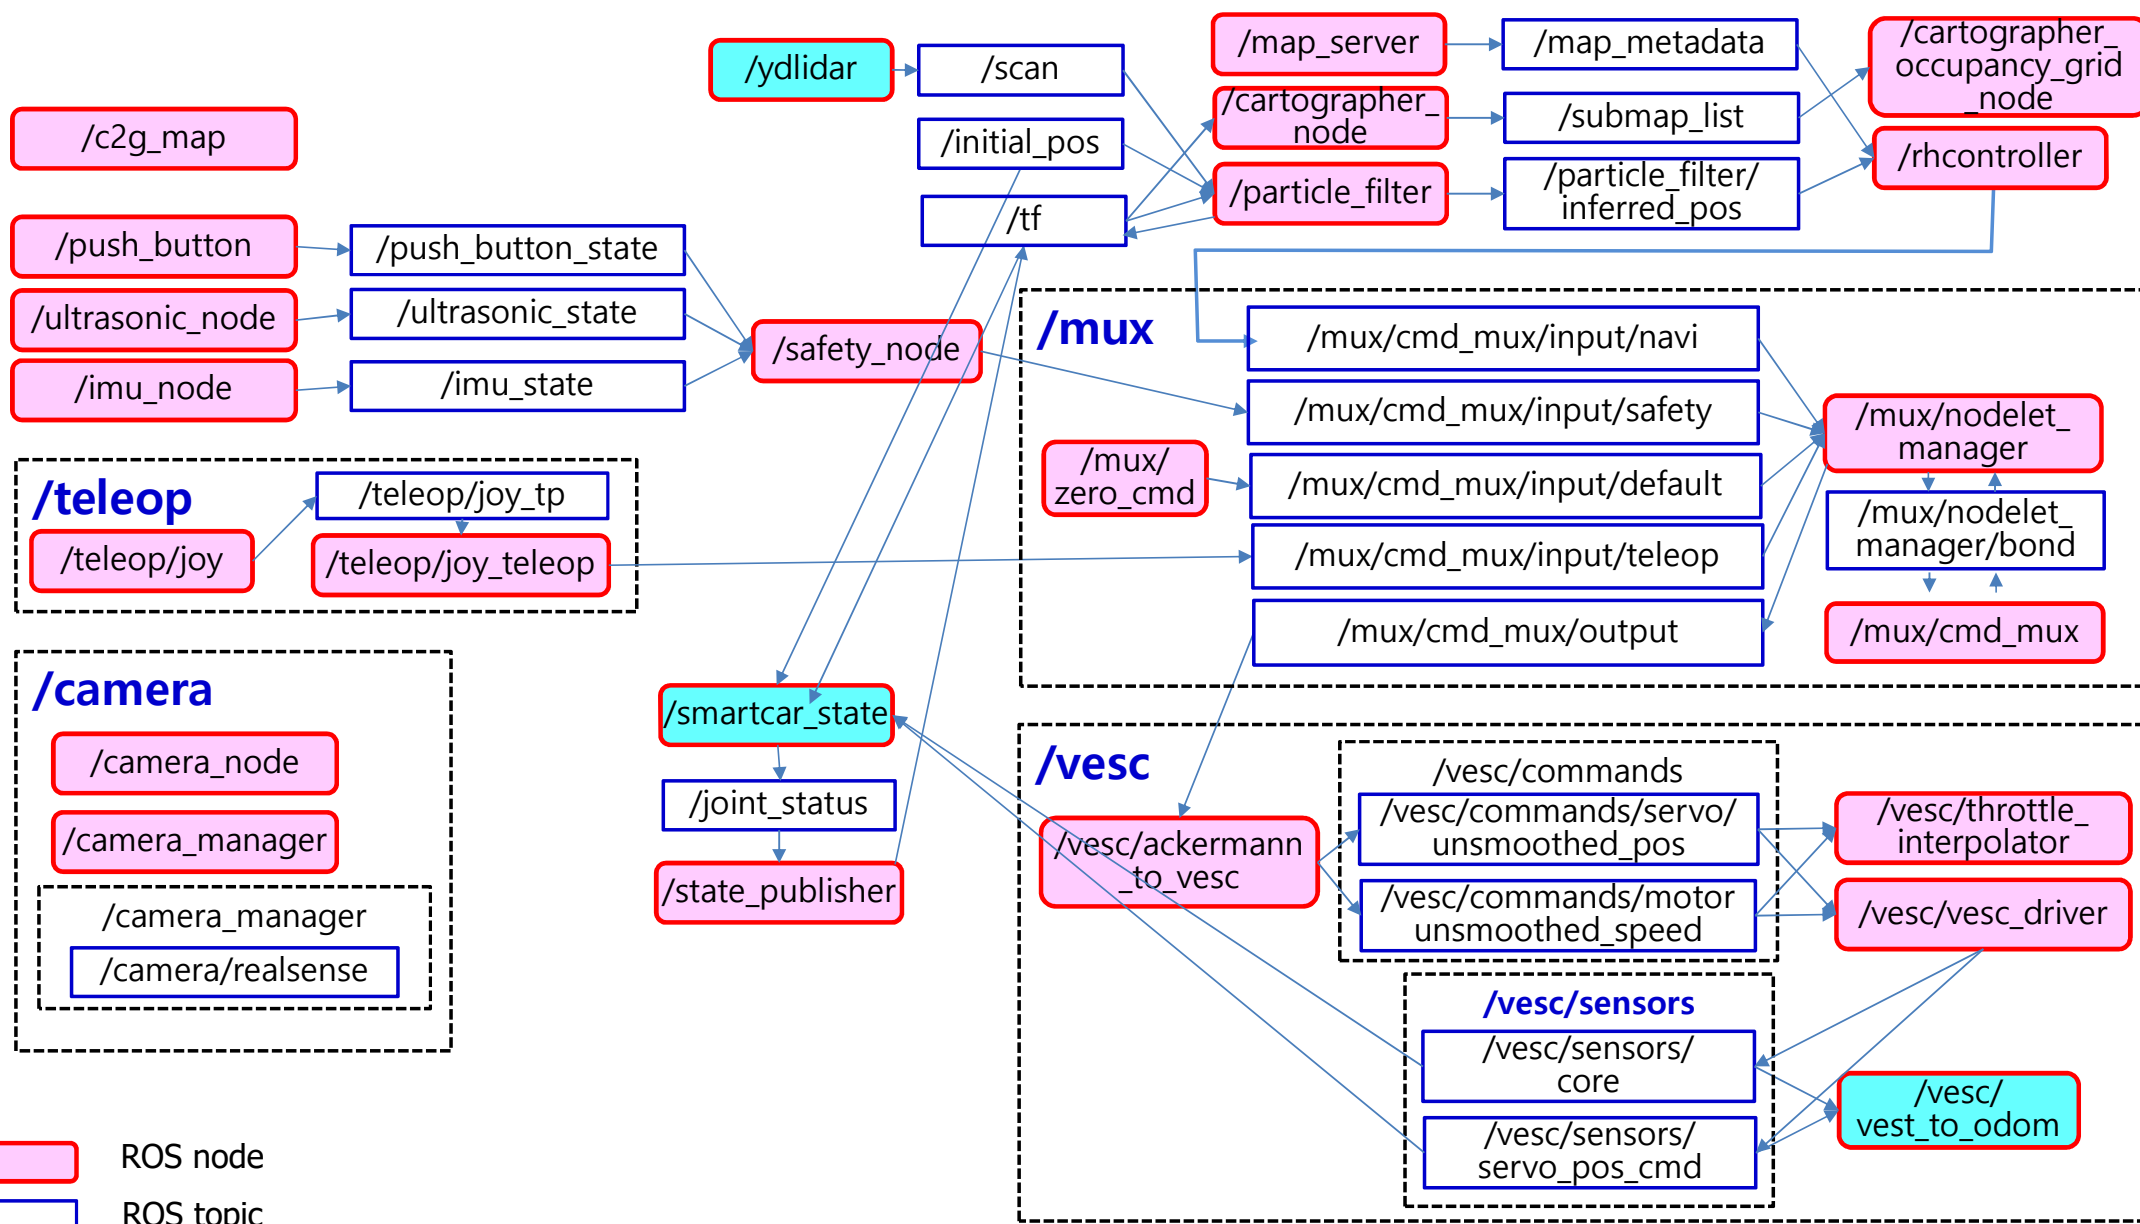 /ydlidar
/scan
/map_server
/map_metadata
/cartographer_
occupancy_grid
_node
/c2g_map
/initial_pos
/cartographer_
node
/submap_list
/rhcontroller
/tf
/particle_filter
/particle_filter/
inferred_pos
/push_button
/push_button_state
/ultrasonic_node
/ultrasonic_state
/imu_node
/imu_state
/safety_node
/mux
/mux/cmd_mux/input/navi
/mux/cmd_mux/input/safety
/mux/
zero_cmd
/mux/cmd_mux/input/default
/mux/cmd_mux/input/teleop
/mux/cmd_mux/output
/mux/nodelet_
manager
/mux/nodelet_
manager/bond
/mux/cmd_mux
/teleop
/teleop/joy_tp
/teleop/joy
/teleop/joy_teleop
/camera
/camera_node
/camera_manager
/camera_manager
/camera/realsense
/smartcar_state
/joint_status
/state_publisher
/vesc
/vesc/ackermann
_to_vesc
/vesc/commands
/vesc/commands/servo/
unsmoothed_pos
/vesc/commands/motor
unsmoothed_speed
/vesc/throttle_
interpolator
/vesc/vesc_driver
/vesc/sensors
/vesc/sensors/
core
/vesc/sensors/
servo_pos_cmd
/vesc/
vest_to_odom
ROS node
ROS topic